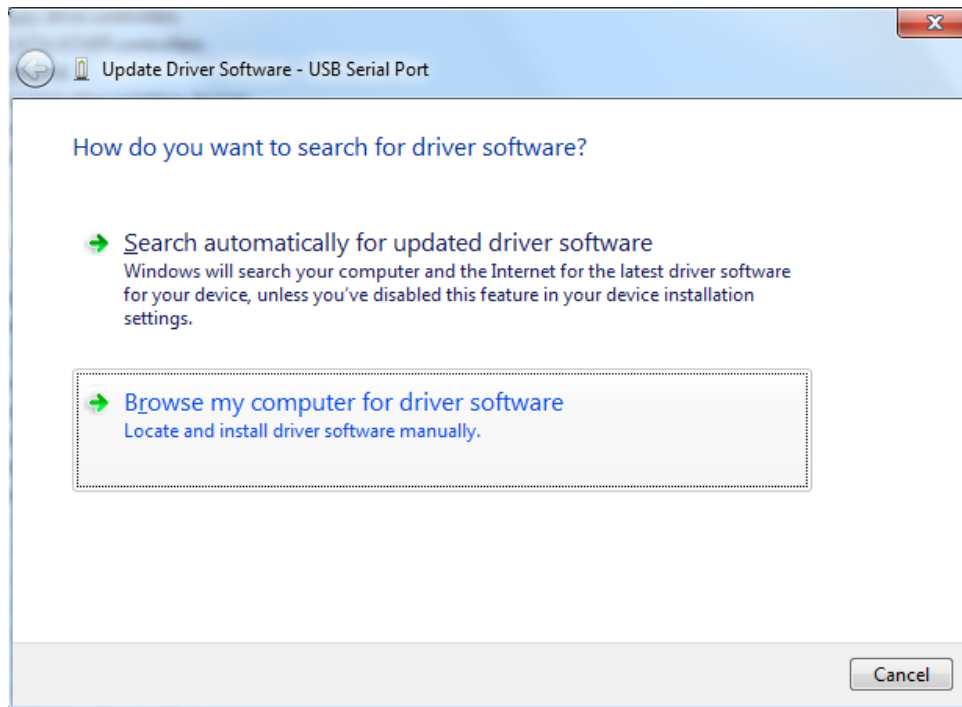 Update Driver Software - USB Serial Port
How do you want to search for driver software?
Search automatically for updated driver software
Windows will search your computer and the Internet for the latest driver software
for your device, unless you've disabled this feature in your device installation
settings.
Browse my computer for driver software
Locate and install driver software manually.
Cancel